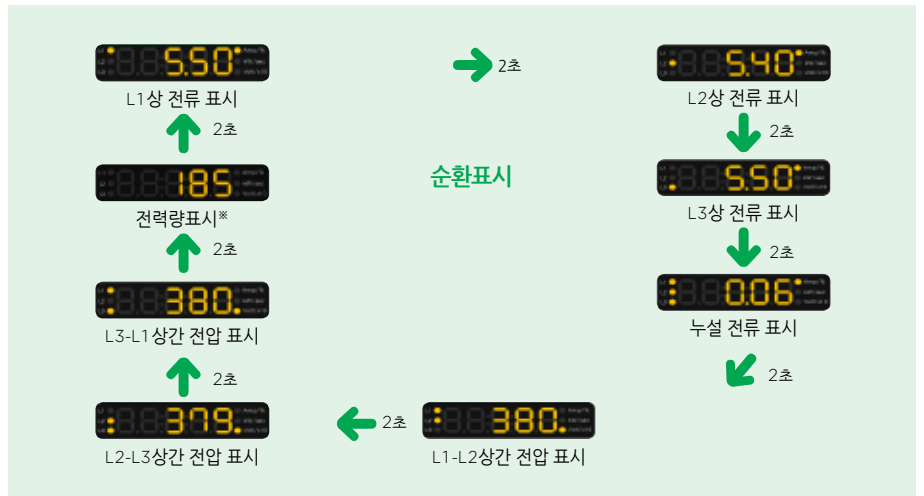 5.50
L1상 전류 표시
2초
5.40
L2상 전류 표시
2초
2초
185
전력량표시※
순환표시
5.50
L3상 전류 표시
2초
2초
380.
L3-L1상간 전압 표시
0.06
누설 전류 표시
2초
2초
379.
L2-L3상간 전압 표시
2초
380.
L1-L2상간 전압 표시